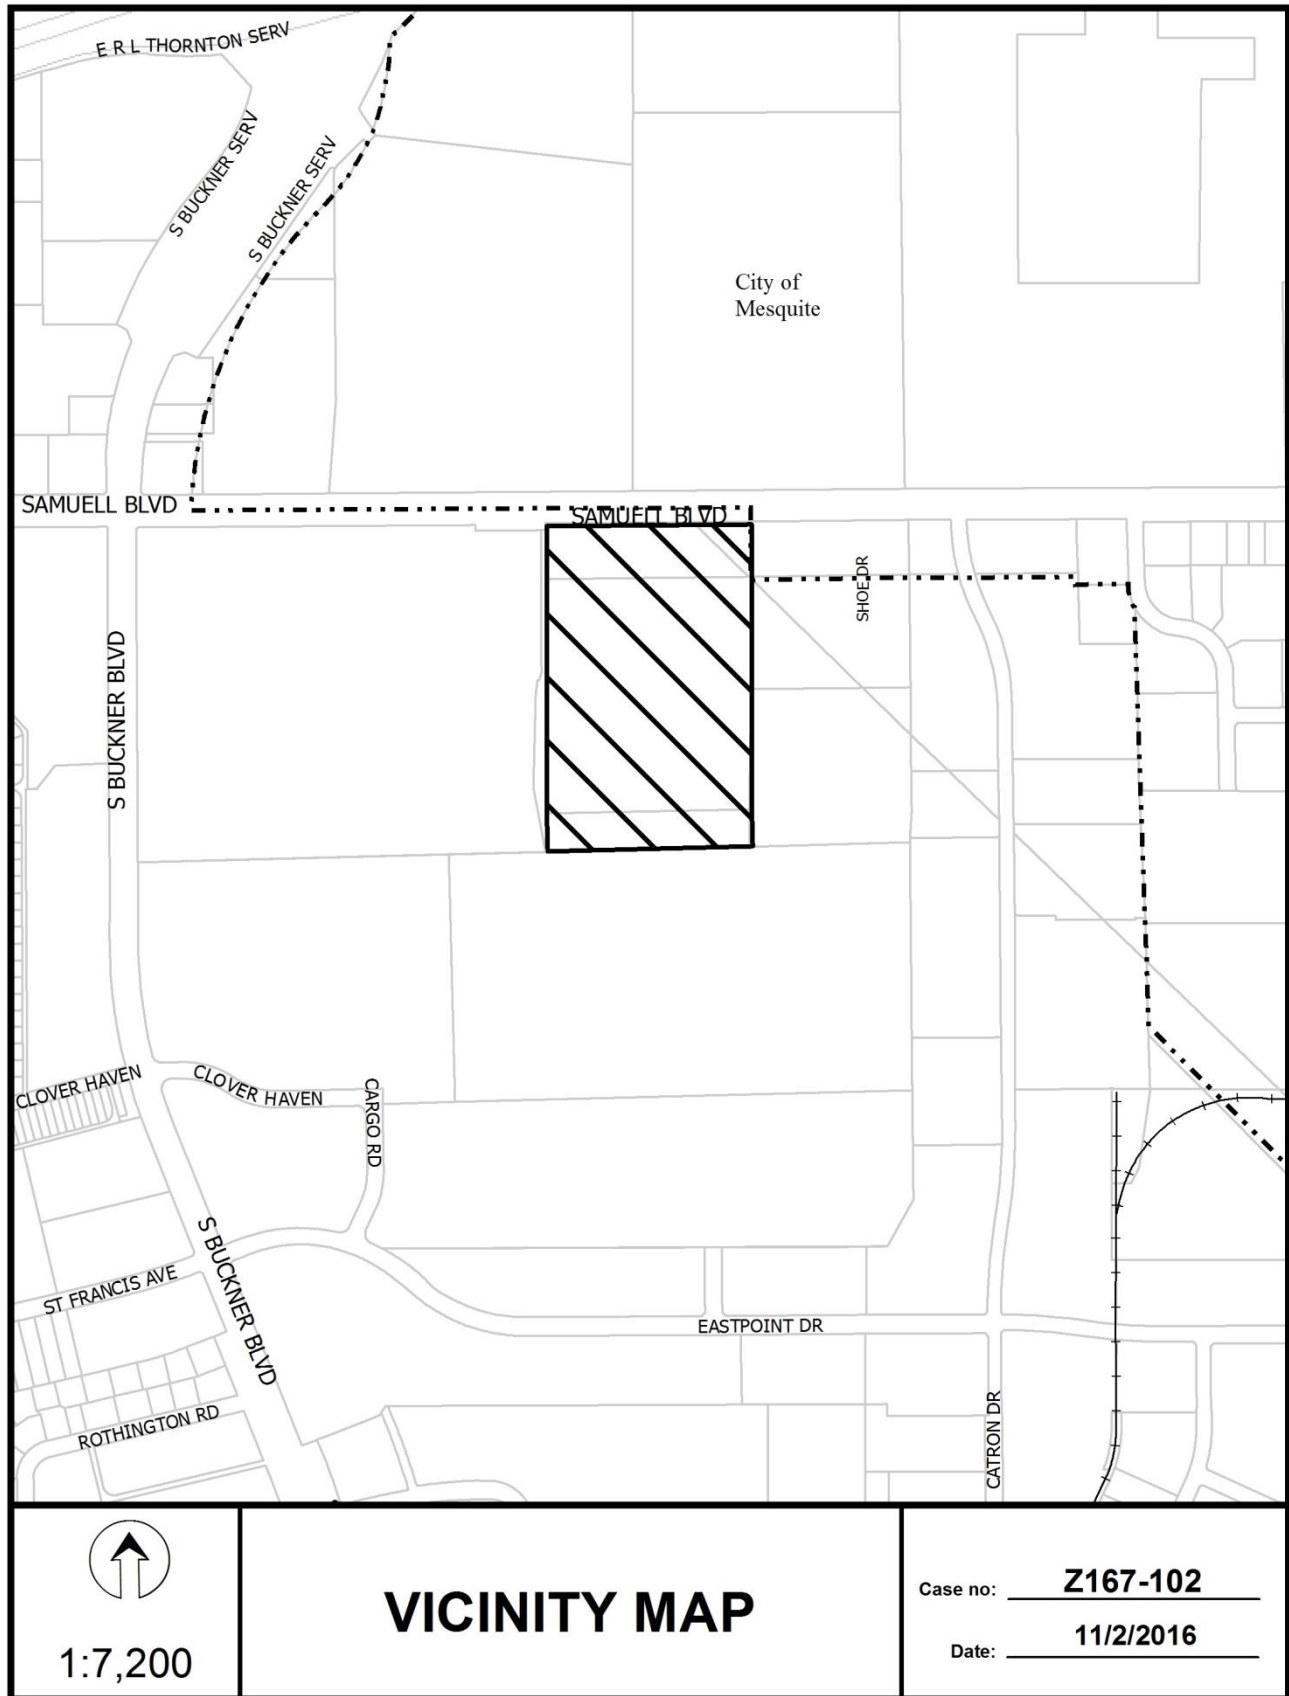 E R L THORNTON SERV
S BUCKNER SERV
S BUCKNER SERV
City of
Mesquite
SAMUELL BLVD
SAMUELL BLVD
SHOE DR
S BUCKNER BLVD
CLOVER HAVEN
CLOVER HAVEN
CARGO RD
S BUCKNER BLVD
ST FRANCIS AVE
EASTPOINT DR
ROTHINGTON RD
CATRON DR
1:7,200
VICINITY MAP
Case no: Z167-102
Date: 11/2/2016